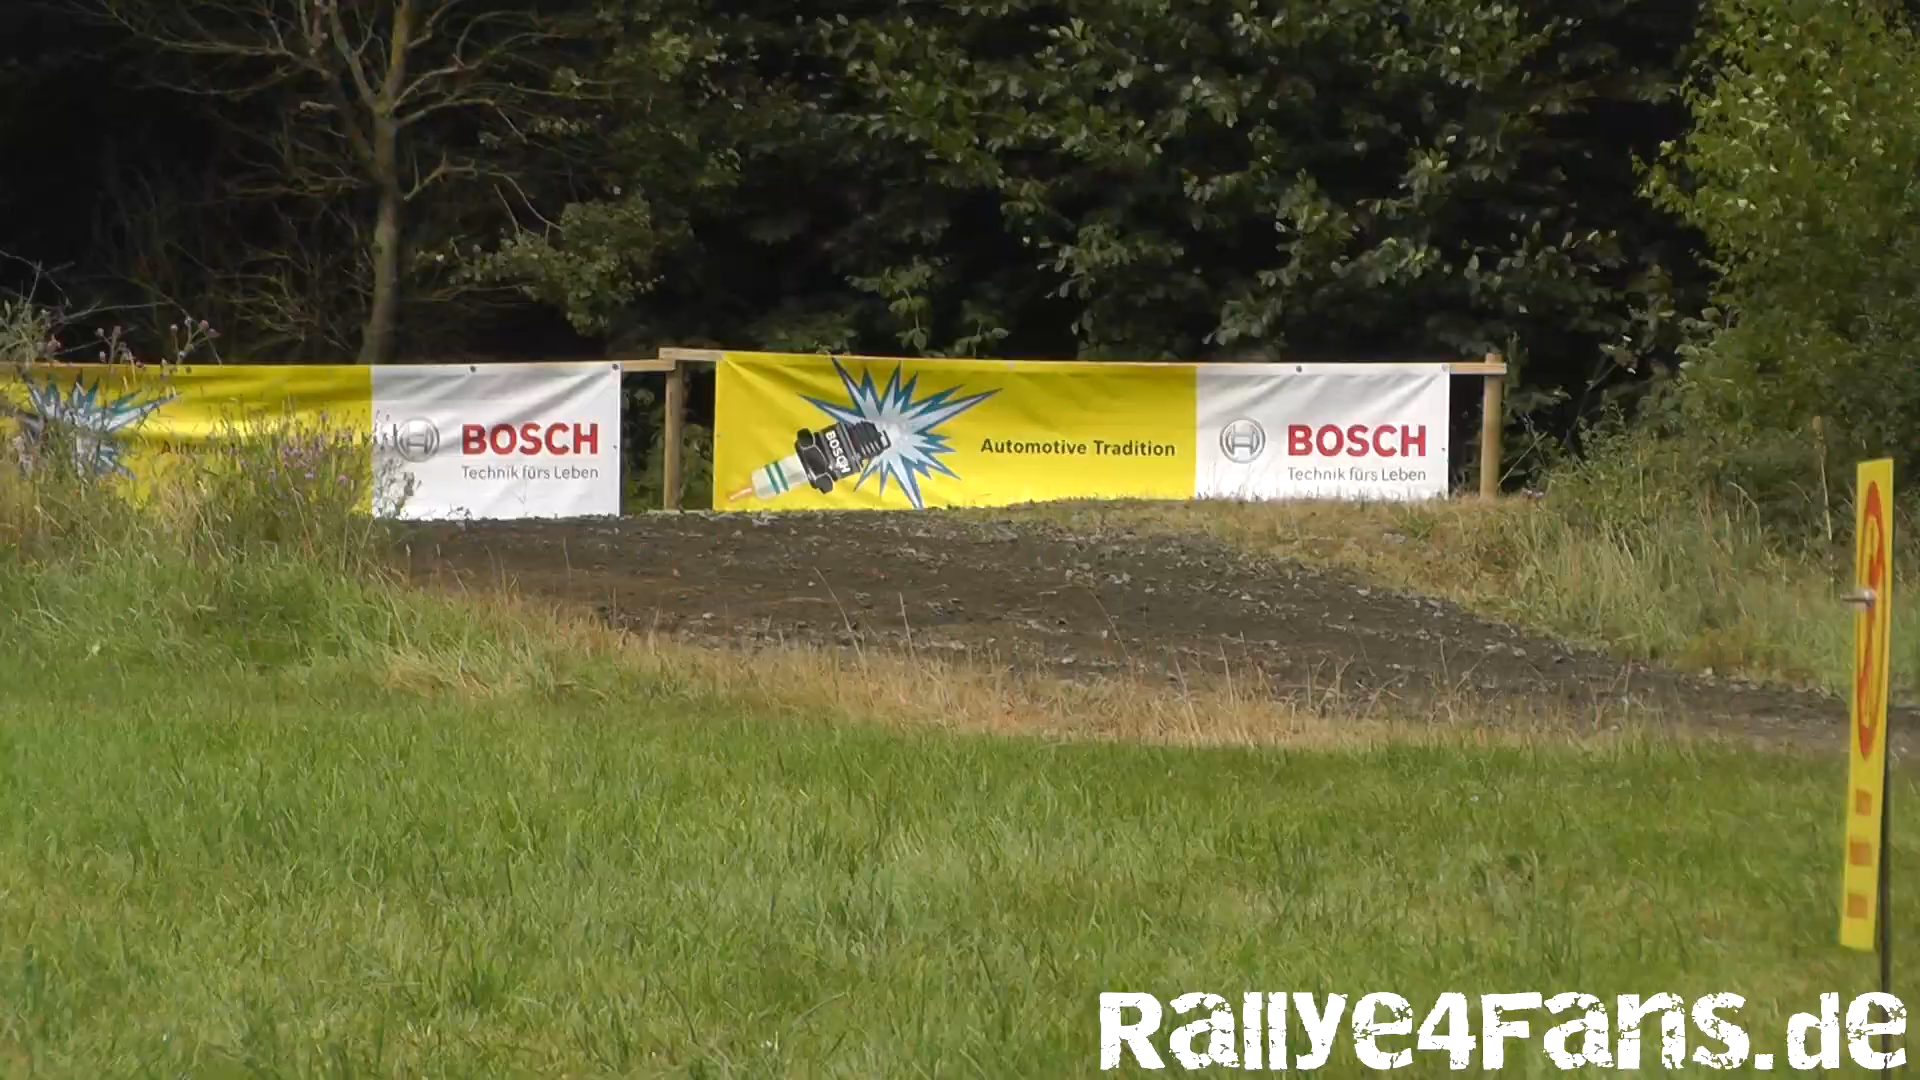 BOSCH
Technik fürs Leben
BOSCH
Automotive Tradition
BOSCH
Technik fürs Leben
Rallye4Fans.de